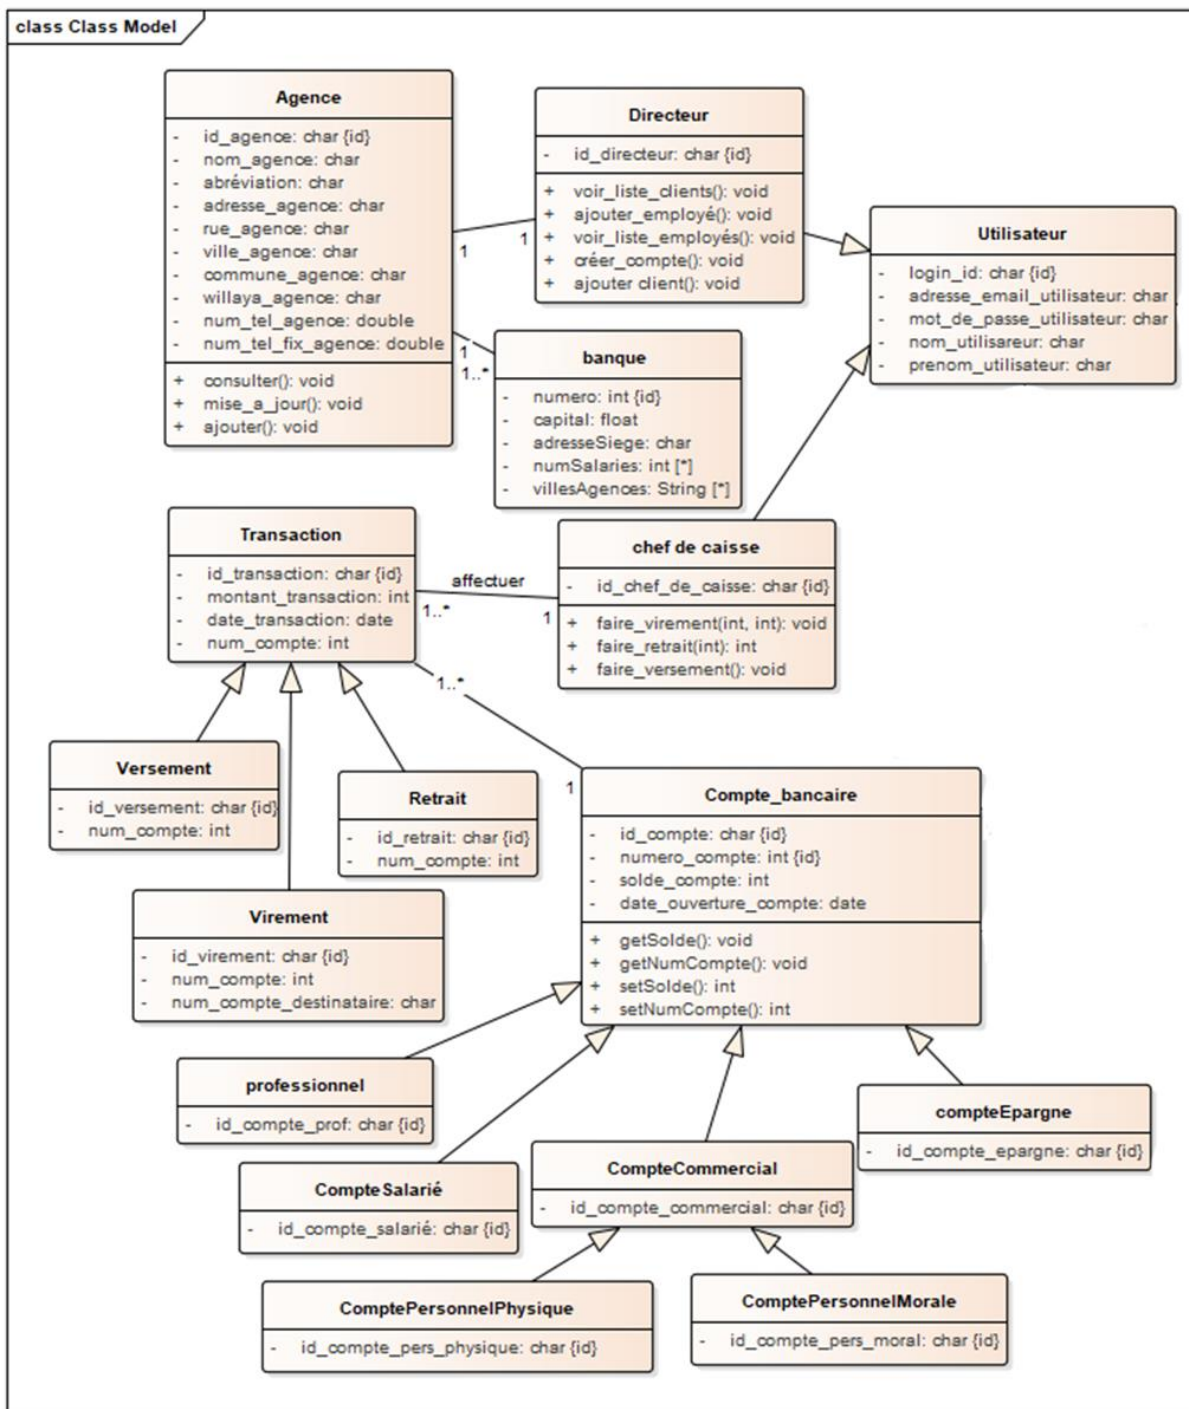 class Class Model
Agence
- id_agence: char {id}
- nom_agence: char
- abréviation: char
- adresse_agence: char
- rue_agence: char
- ville_agence: char
- commune_agence: char
- willaya_agence: char
- num_tel_agence: double
- num_tel_fix_agence: double
+ consulter(): void
+ mise_a_jour(): void
+ ajouter(): void
1
1
Directeur
- id_directeur: char {id}
+ voir_liste_clients(): void
+ ajouter_employé(): void
+ voir_liste_employés(): void
+ créer_compte(): void
+ ajouter client(): void
Utilisateur
- login_id: char {id}
- adresse_email_utilisateur: char
- mot_de_passe_utilisateur: char
- nom_utilisareur: char
- prenom_utilisateur: char
1
1..*
banque
- numero: int {id}
- capital: float
- adresseSiege: char
- numSalaries: int [*]
- villesAgences: String [*]
Transaction
- id_transaction: char {id}
- montant_transaction: int
- date_transaction: date
- num_compte: int
affectuer
1..*
1
chef de caisse
- id_chef_de_caisse: char {id}
+ faire_virement(int, int): void
+ faire_retrait(int): int
+ faire_versement(): void
1..*
1
Versement
- id_versement: char {id}
- num_compte: int
Retrait
- id_retrait: char {id}
- num_compte: int
Virement
- id_virement: char {id}
- num_compte: int
- num_compte_destinataire: char
Compte_bancaire
- id_compte: char {id}
- numero_compte: int {id}
- solde_compte: int
- date_ouverture_compte: date
+ getSolde(): void
+ getNumCompte(): void
+ setSolde(): int
+ setNumCompte(): int
professionnel
- id_compte_prof: char {id}
compteEpargne
- id_compte_epargne: char {id}
CompteSalarié
- id_compte_salarié: char {id}
CompteCommercial
- id_compte_commercial: char {id}
ComptePersonnelPhysique
- id_compte_pers_physique: char {id}
ComptePersonnelMorale
- id_compte_pers_moral: char {id}